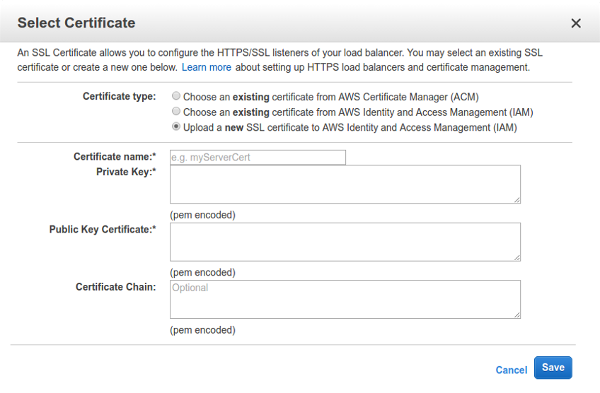 Select Certificate
An SSL Certificate allows you to configure the HTTPS/SSL listeners of your load balancer. You may select an existing SSL
certificate or create a new one below. Learn more about setting up HTTPS load balancers and certificate management.
Certificate type:
Choose an existing certificate from AWS Certificate Manager (ACM)
Choose an existing certificate from AWS Identity and Access Management (IAM)
Upload a new SSL certificate to AWS Identity and Access Management (IAM)
Certificate name:* e.g. myServerCert
Private Key:*
(pem encoded)
Public Key Certificate:*
(pem encoded)
Certificate Chain: Optional
(pem encoded)
Cancel Save